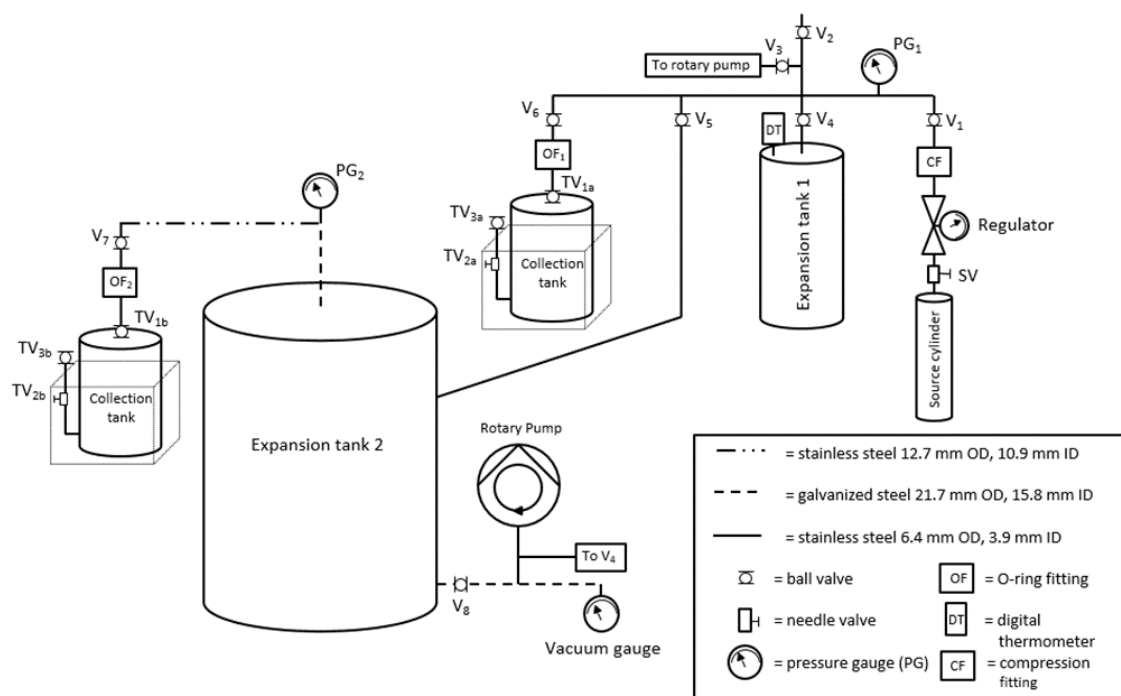 V2
V3
To rotary pump
PG1
V6
V5
DT
V4
V1
OF1
CF
PG2
TV1a
Expansion tank 1
TV3a
Regulator
V7
TV2a
Collection
tank
OF2
SV
TV1b
Source cylinder
TV3b
TV2b
Collection
tank
Expansion tank 2
Rotary Pump
To V4
V8
Vacuum gauge
= stainless steel 12.7 mm OD, 10.9 mm ID
= galvanized steel 21.7 mm OD, 15.8 mm ID
= stainless steel 6.4 mm OD, 3.9 mm ID
= ball valve
OF = O-ring fitting
= needle valve
DT = digital
thermometer
= pressure gauge (PG)
CF = compression
fitting